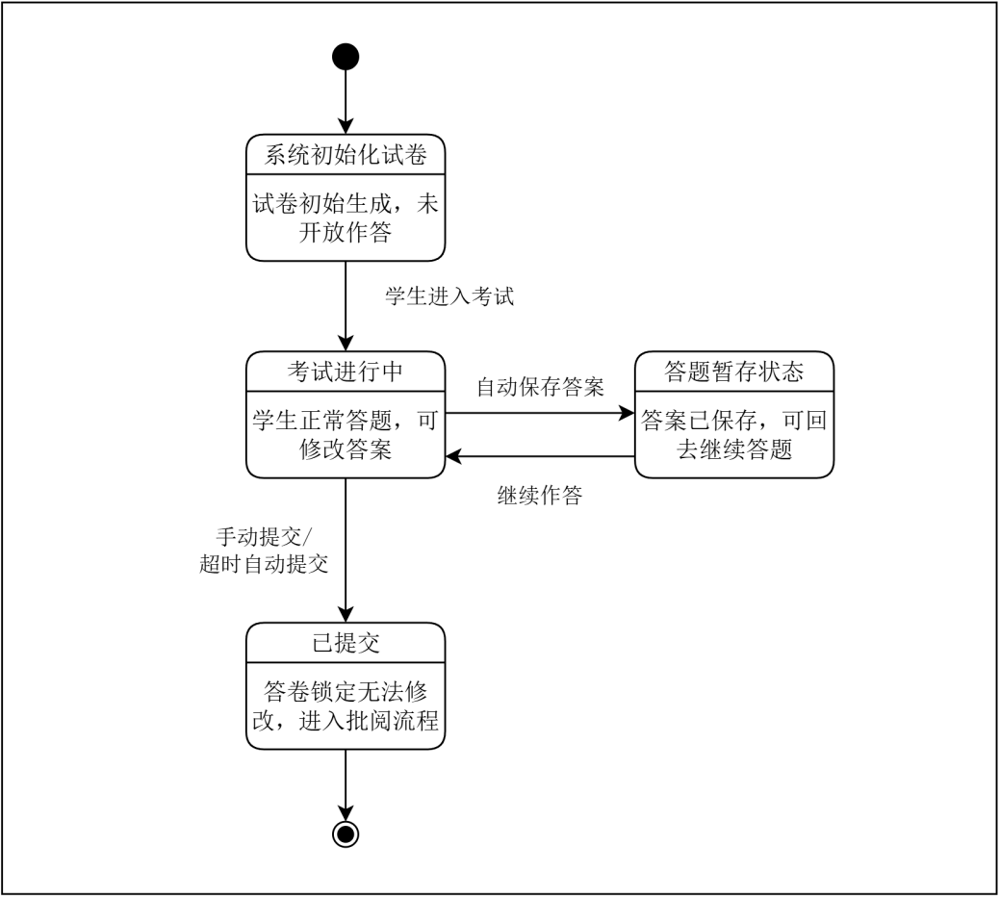 系统初始化试卷
试卷初始生成，未
开放作答
学生进入考试
考试进行中
学生正常答题，可
修改答案
自动保存答案
答题暂存状态
答案已保存，可回
去继续答题
继续作答
手动提交/
超时自动提交
已提交
答卷锁定无法修
改，进入批阅流程